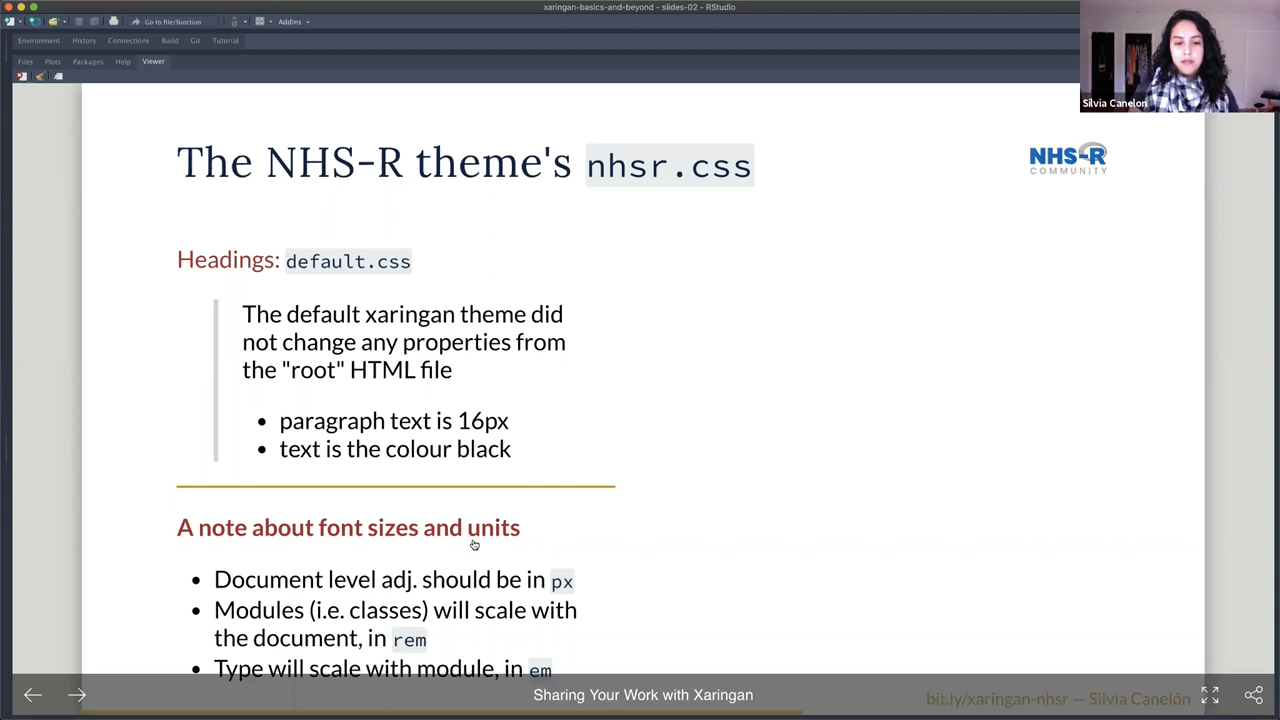 xaringan-basics-and-beyond - slides-02 - RStudio
Go to file/function
Addins
Environment History Connections Build Git Tutorial
Files Plots Packages Help Viewer
Silvia Canelon
The NHS-R theme's nhsr.css
NHS-R
COMMUNITY
Headings: default.css
The default xaringan theme did
not change any properties from
the "root" HTML file
• paragraph text is 16px
• text is the colour black
A note about font sizes and units
• Document level adj. should be in px
• Modules (i.e. classes) will scale with
the document, in rem
• Type will scale with module, in em
Sharing Your Work with Xaringan
bit.ly/xaringan-nhsr — Silvia Canelón